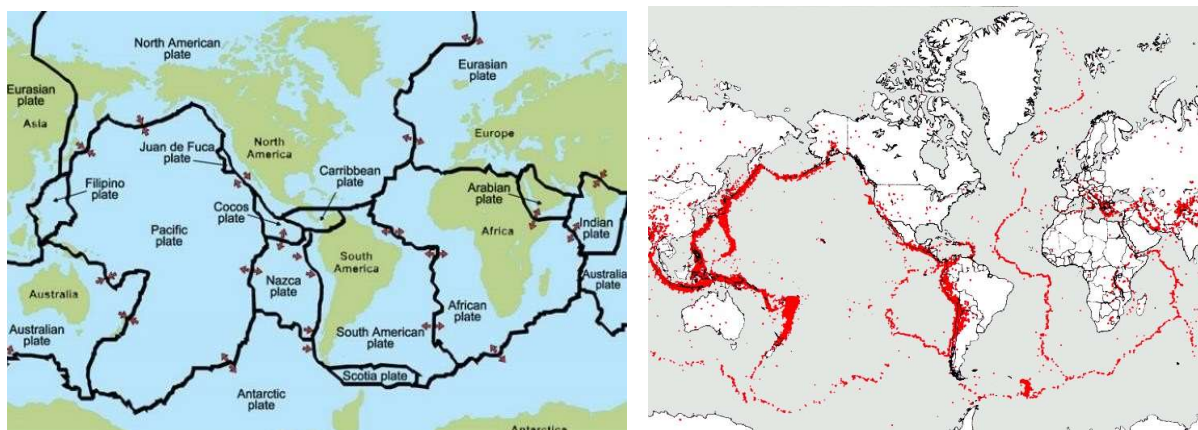 North American
plate
Eurasian
plate
Eurasian
plate
Asia
Europe
Juan de Fuca
plate
North
America
Carribbean
plate
Filipino
plate
Arabian
plate
Cocos
plate
Africa
Indian
plate
Pacific
plate
South
America
Nazca
plate
Australia
Australia
plate
African
plate
Australian
plate
South American
plate
Scotia plate
Antarctic
plate
Antarctica